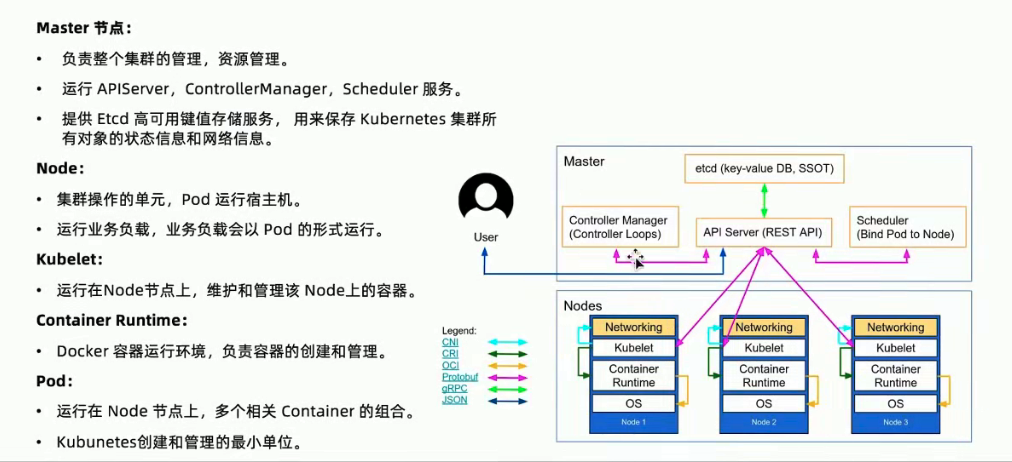 Master 节点：
• 负责整个集群的管理，资源管理。
• 运行 APIServer，ControllerManager，Scheduler 服务。
• 提供 Etcd 高可用键值存储服务， 用来保存 Kubernetes 集群所
有对象的状态信息和网络信息。
Node：
• 集群操作的单元，Pod 运行宿主机。
• 运行业务负载，业务负载会以 Pod 的形式运行。
Kubelet：
• 运行在Node节点上，维护和管理该 Node上的容器。
Container Runtime：
• Docker 容器运行环境，负责容器的创建和管理。
Pod：
• 运行在 Node 节点上，多个相关 Container 的组合。
• Kubunetes创建和管理的最小单位。
User
Master
etcd (key-value DB, SSOT)
Controller Manager
(Controller Loops)
API Server (REST API)
Scheduler
(Bind Pod to Node)
Legend:
CNI
CRI
OCI
Protobuf
gRPC
JSON
Nodes
Networking
Kubelet
Container
Runtime
OS
Node 1
Networking
Kubelet
Container
Runtime
OS
Node 2
Networking
Kubelet
Container
Runtime
OS
Node 3